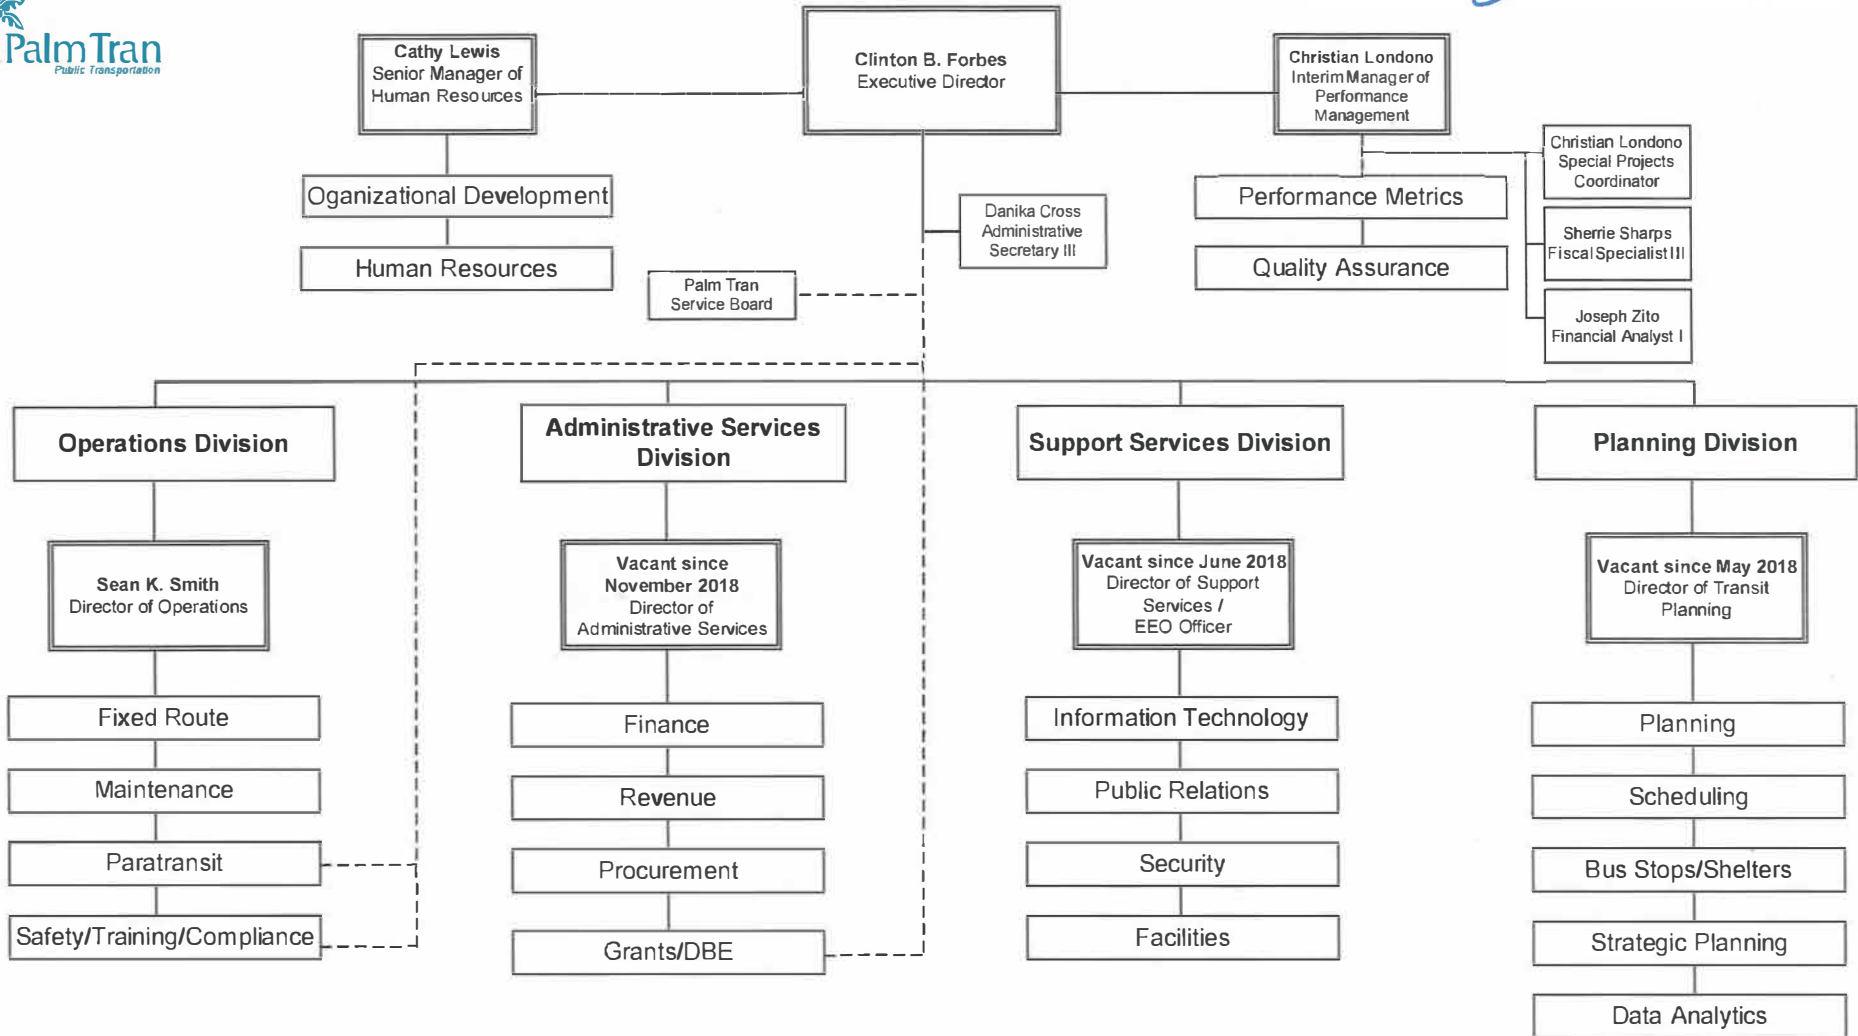 PalmTran
Public Transportation
Cathy Lewis
Senior Manager of
Human Resources
Clinton B. Forbes
Executive Director
Christian Londono
Interim Manager of
Performance
Management
Christian Londono
Special Projects
Coordinator
Oganizational Development
Performance Metrics
Danika Cross
Administrative
Secretary III
Sherrie Sharps
Fiscal Specialist III
Human Resources
Quality Assurance
Palm Tran
Service Board
Joseph Zito
Financial Analyst I
Operations Division
Administrative Services
Division
Support Services Division
Planning Division
Sean K. Smith
Director of Operations
Vacant since
November 2018
Director of
Administrative Services
Vacant since June 2018
Director of Support
Services /
EEO Officer
Vacant since May 2018
Director of Transit
Planning
Fixed Route
Maintenance
Paratransit
Safety/Training/Compliance
Finance
Revenue
Procurement
Grants/DBE
Information Technology
Public Relations
Security
Facilities
Planning
Scheduling
Bus Stops/Shelters
Strategic Planning
Data Analytics